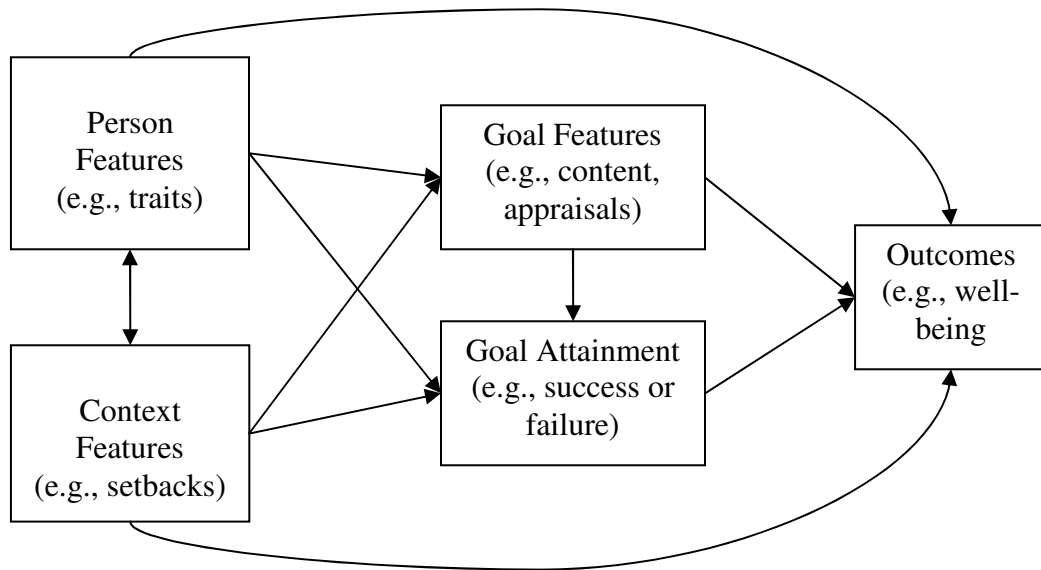 Person
Features
(e.g., traits)
Goal Features
(e.g., content,
appraisals)
Outcomes
(e.g., well-
being
Goal Attainment
(e.g., success or
failure)
Context
Features
(e.g., setbacks)